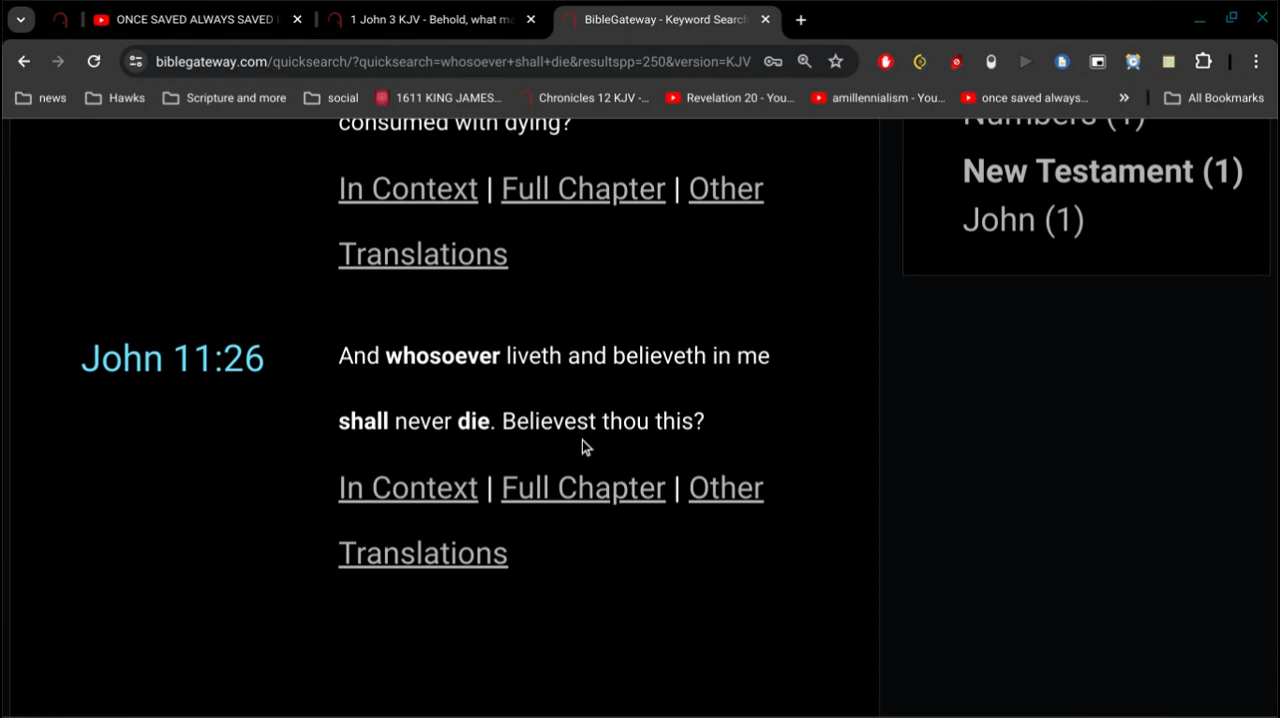 ONCE SAVED ALWAYS SAVED
1 John 3 KJV - Behold, what ma
BibleGateway - Keyword Search
biblegateway.com/quicksearch/?quicksearch=whosoever+shall+die&resultspp=250&version=KJV
news
Hawks
Scripture and more
social
1611 KING JAMES...
Chronicles 12 KJV -...
Revelation 20 - You...
amillennialism - You...
once saved always...
All Bookmarks
consumed with dying?
In Context | Full Chapter | Other
Translations
John 11:26
And whosoever liveth and believeth in me
shall never die. Believest thou this?
In Context | Full Chapter | Other
Translations
Numbers (1)
New Testament (1)
John (1)